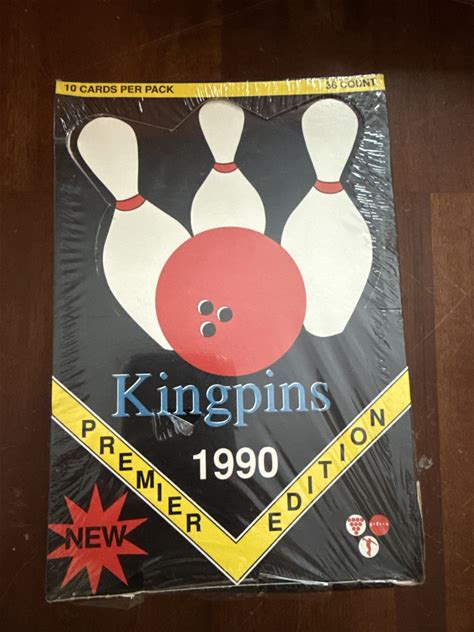 10 CARDS PER PACK
36 COUNT
Kingpins
1990
PREMIER EDITION
NEW